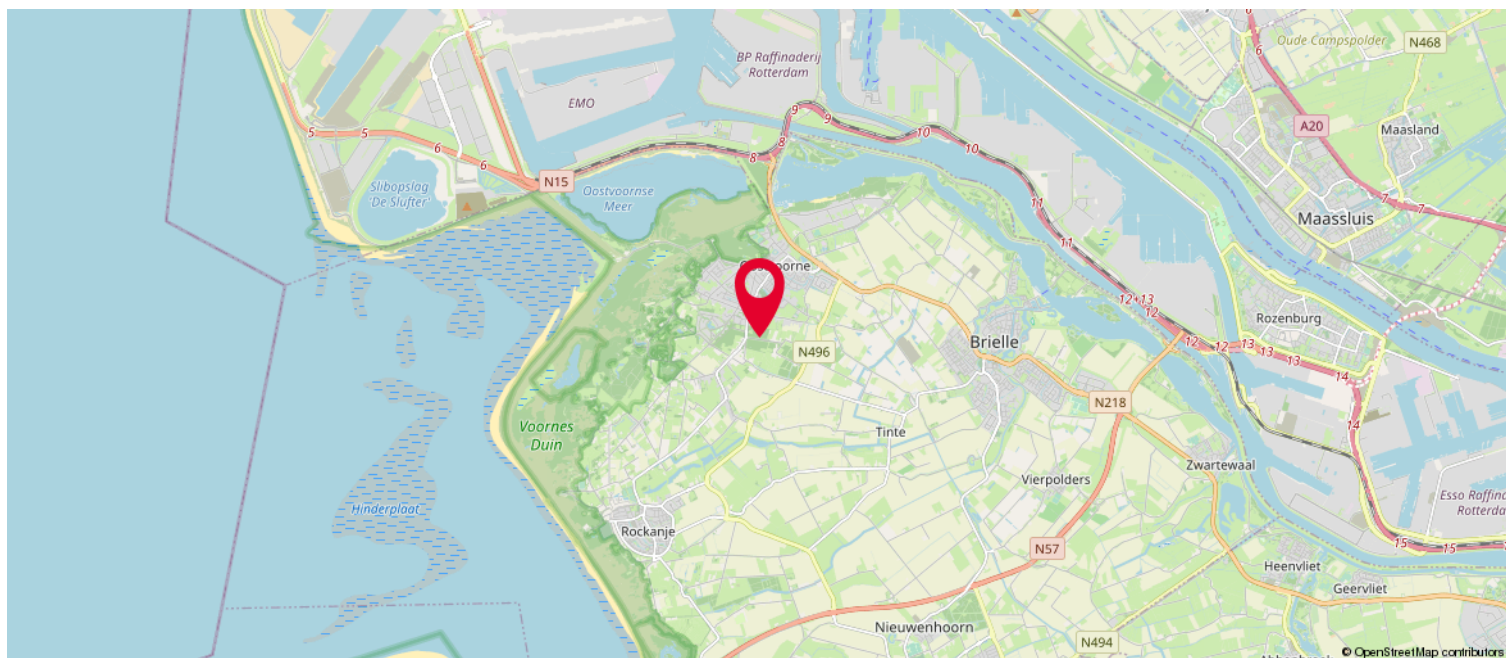 BP Raffinaderij
Rotterdam
Oude Campspolder
N468
6
6
EMO
9
9
10
10
A20
Maasland
5
5
6
6
8
8
N15
Slibopslag
'De Slufter'
Oostvoornse
Meer
11
11
7
7
Maassluis
12+13
12
Rozenburg
12
12
13
13
13
14
14
N496
Brielle
N218
Voornes
Duin
Tinte
Zwartewaal
Vierpolders
Hinderplaat
Rockanje
N57
15
15
Heenvliet
Geervliet
Nieuwenhoorn
N494
© OpenStreetMap contributors